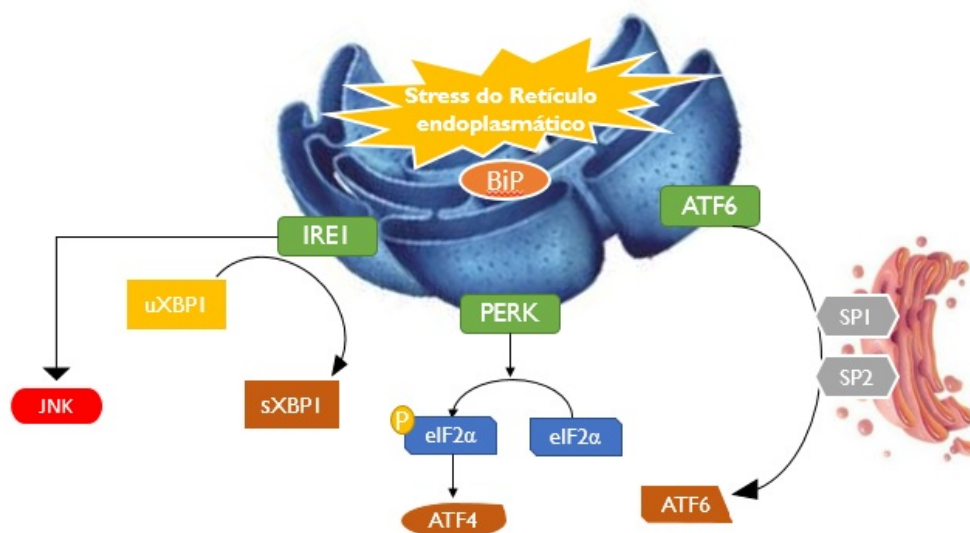 Stress do Retículo
endoplasmático
BiP
ATF6
IRE1
uXBP1
PERK
SP1
SP2
JNK
sXBP1
P
eIF2α
eIF2α
ATF4
ATF6